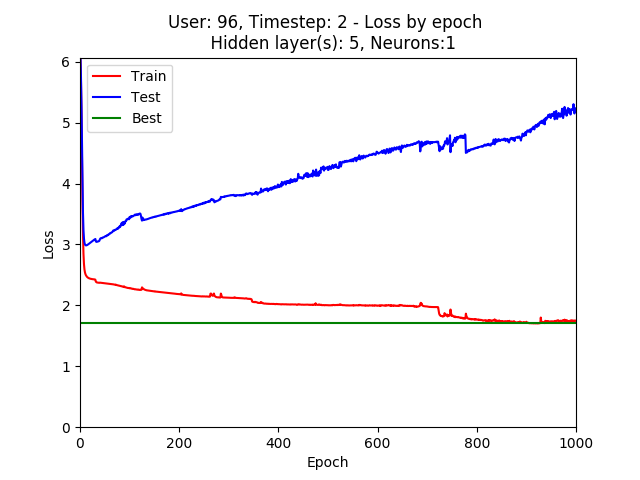 User: 96, Timestep: 2 - Loss by epoch
Hidden layer(s): 5, Neurons:1
Train
Test
Best
6
5
4
3
2
1
0
Loss
0 200 400 600 800 1000
Epoch